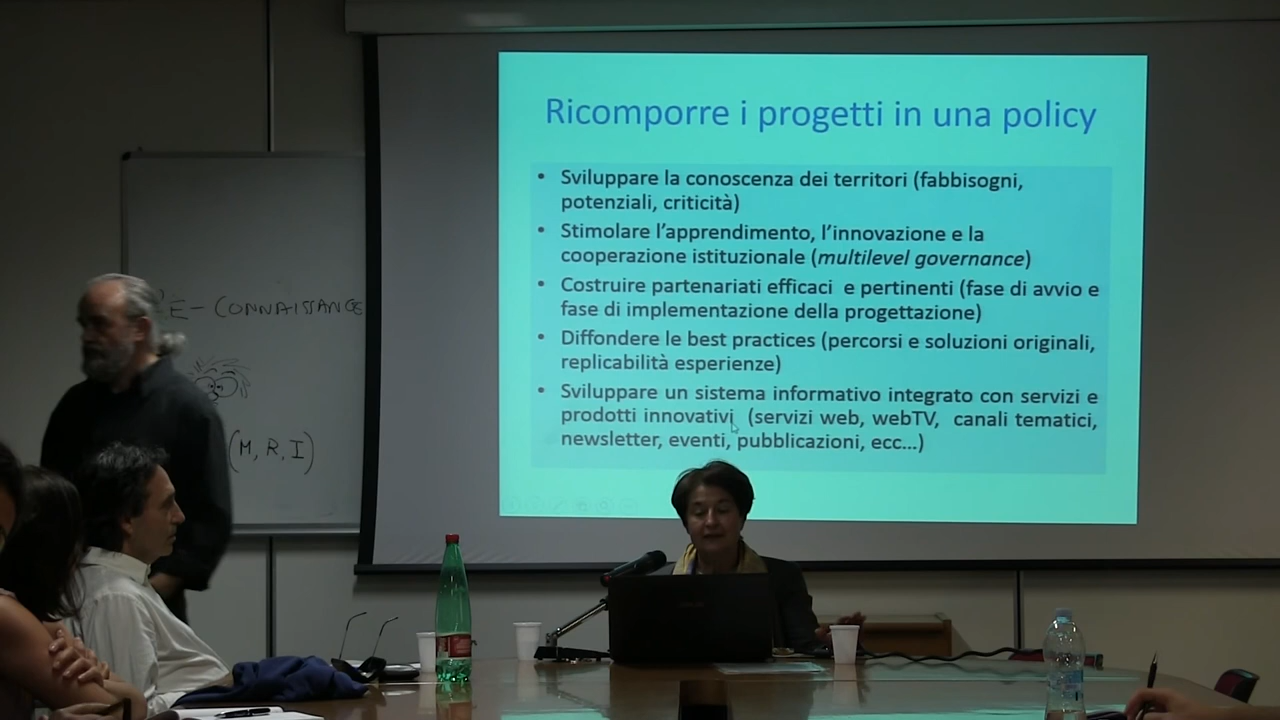 Ricomporre i progetti in una policy
• Sviluppare la conoscenza dei territori (fabbisogni,
potenziali, criticità)
• Stimolare l'apprendimento, l'innovazione e la
cooperazione istituzionale (multilevel governance)
• Costruire partenariati efficaci e pertinenti (fase di avvio e
fase di implementazione della progettazione)
• Diffondere le best practices (percorsi e soluzioni originali,
replicabilità esperienze)
• Sviluppare un sistema informativo integrato con servizi e
prodotti innovativi (servizi web, webTV, canali tematici,
newsletter, eventi, pubblicazioni, ecc...)
E-CONNAISSANCE
(M, R, I)